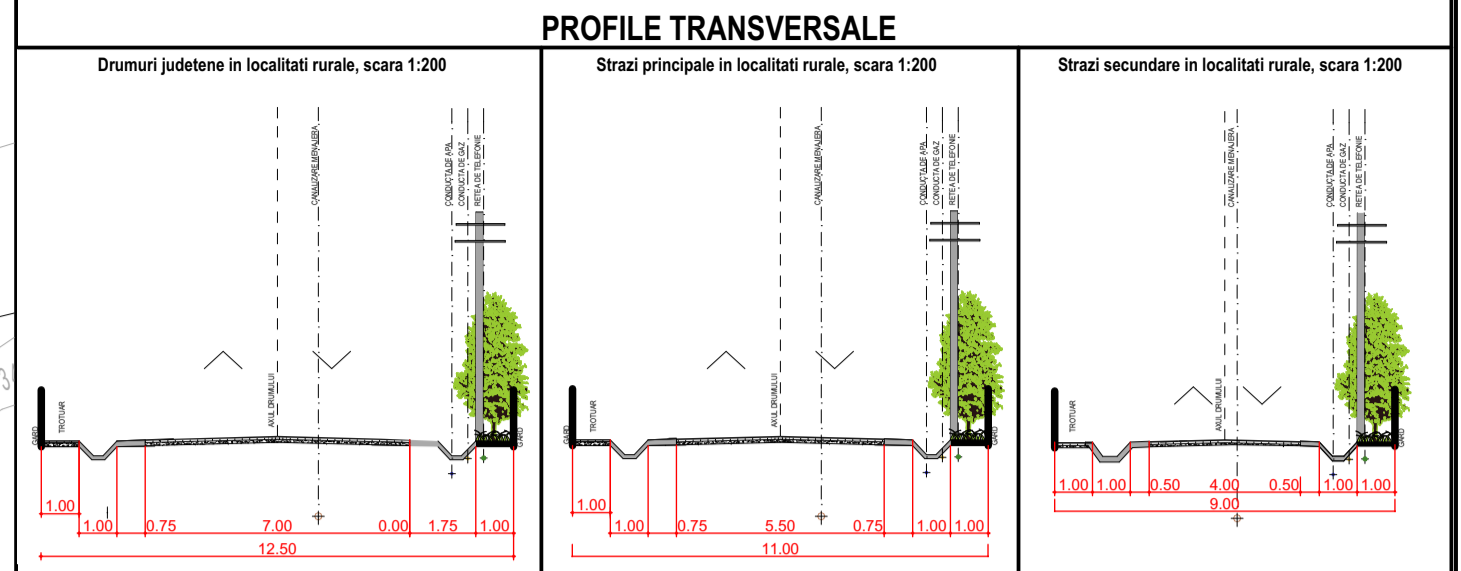 PROFILE TRANSVERSALE
Drumuri judetene in localitati rurale, scara 1:200
CANALIZARE MENAJERA
CONDUCTA DE APA
CONDUCTA DE GAZ
RETEA DE TELEFONIE
AXUL DRUMULUI
GARD
TROTUAR
GARD
1.00
1.00
0.75
7.00
0.00
1.75
1.00
12.50
Strazi principale in localitati rurale, scara 1:200
CANALIZARE MENAJERA
CONDUCTA DE APA
CONDUCTA DE GAZ
RETEA DE TELEFONIE
AXUL DRUMULUI
GARD
TROTUAR
GARD
1.00
1.00
0.75
5.50
0.75
1.00
1.00
11.00
Strazi secundare in localitati rurale, scara 1:200
CANALIZARE MENAJERA
CONDUCTA DE APA
CONDUCTA DE GAZ
RETEA DE TELEFONIE
AXUL DRUMULUI
GARD
TROTUAR
GARD
1.00
1.00
0.50
4.00
0.50
1.00
1.00
9.00